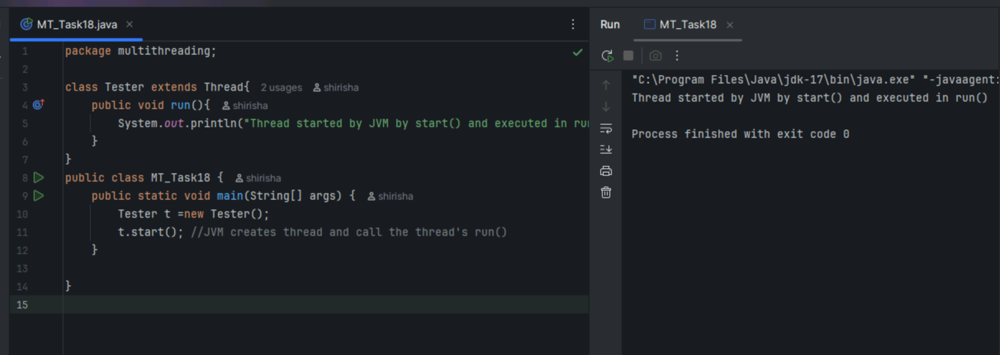 MT_Task18.java
1 package multithreading;
2
3 class Tester extends Thread{ 2 usages shirisha
4 public void run(){ shirisha
5 System.out.println("Thread started by JVM by start() and executed in ru
6 }
7 }
8 public class MT_Task18 { shirisha
9 public static void main(String[] args) { shirisha
10 Tester t =new Tester();
11 t.start(); //JVM creates thread and call the thread's run()
12 }
13
14 }
15
Run MT_Task18
"C:\Program Files\Java\jdk-17\bin\java.exe" "-javaagent:
Thread started by JVM by start() and executed in run()
Process finished with exit code 0